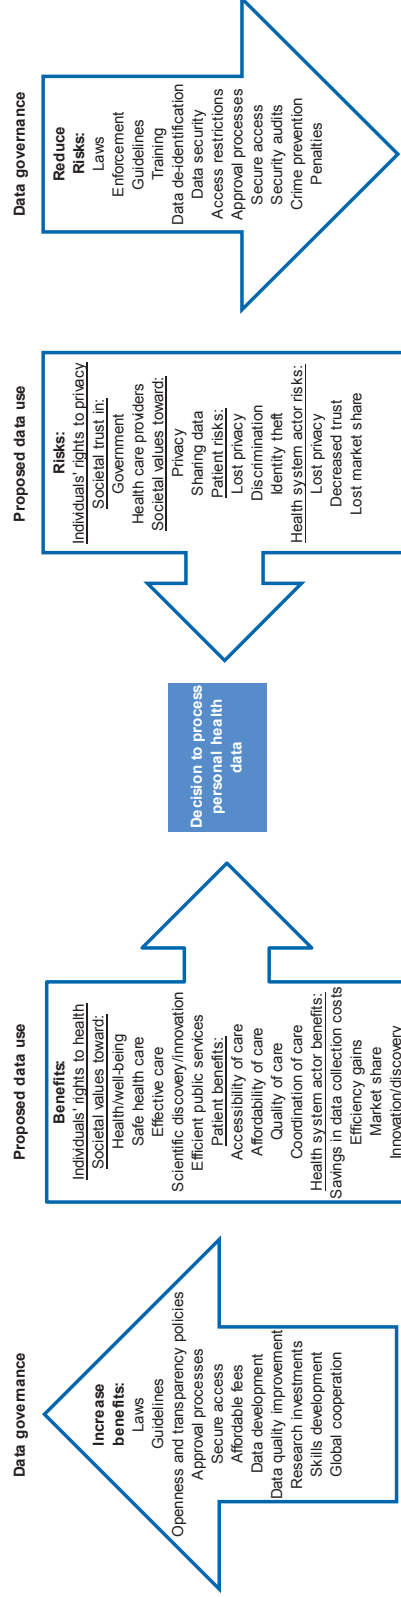 Data governance
Increase
benefits:
Laws
Guidelines
Openness and transparency policies
Approval processes
Secure access
Affordable fees
Data development
Data quality improvement
Research investments
Skills development
Global cooperation
Proposed data use
Benefits:
Individuals' rights to health
Societal values toward:
Health/well-being
Safe health care
Effective care
Scientific discovery/innovation
Efficient public services
Patient benefits:
Accessibility of care
Affordability of care
Quality of care
Coordination of care
Health system actor benefits:
Savings in data collection costs
Efficiency gains
Market share
Innovation/discovery
Decision to process
personal health
data
Proposed data use
Risks:
Individuals' rights to privacy
Societal trust in:
Government
Health care providers
Societal values toward:
Privacy
Sharing data
Patient risks:
Lost privacy
Discrimination
Identity theft
Health system actor risks:
Lost privacy
Decreased trust
Lost market share
Data governance
Reduce
Risks:
Laws
Enforcement
Guidelines
Training
Data de-identification
Data security
Access restrictions
Approval processes
Secure access
Security audits
Crime prevention
Penalties